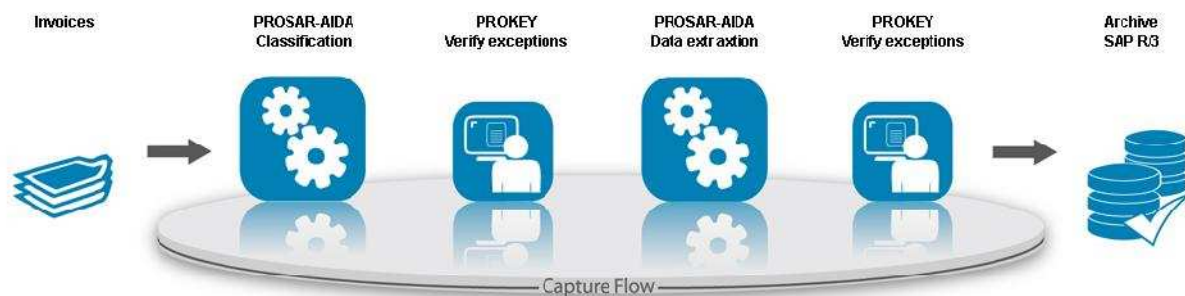 Invoices
PROSAR-AIDA
Classification
PROKEY
Verify exceptions
PROSAR-AIDA
Data extraxtion
PROKEY
Verify exceptions
Archive
SAP R/3
Capture Flow